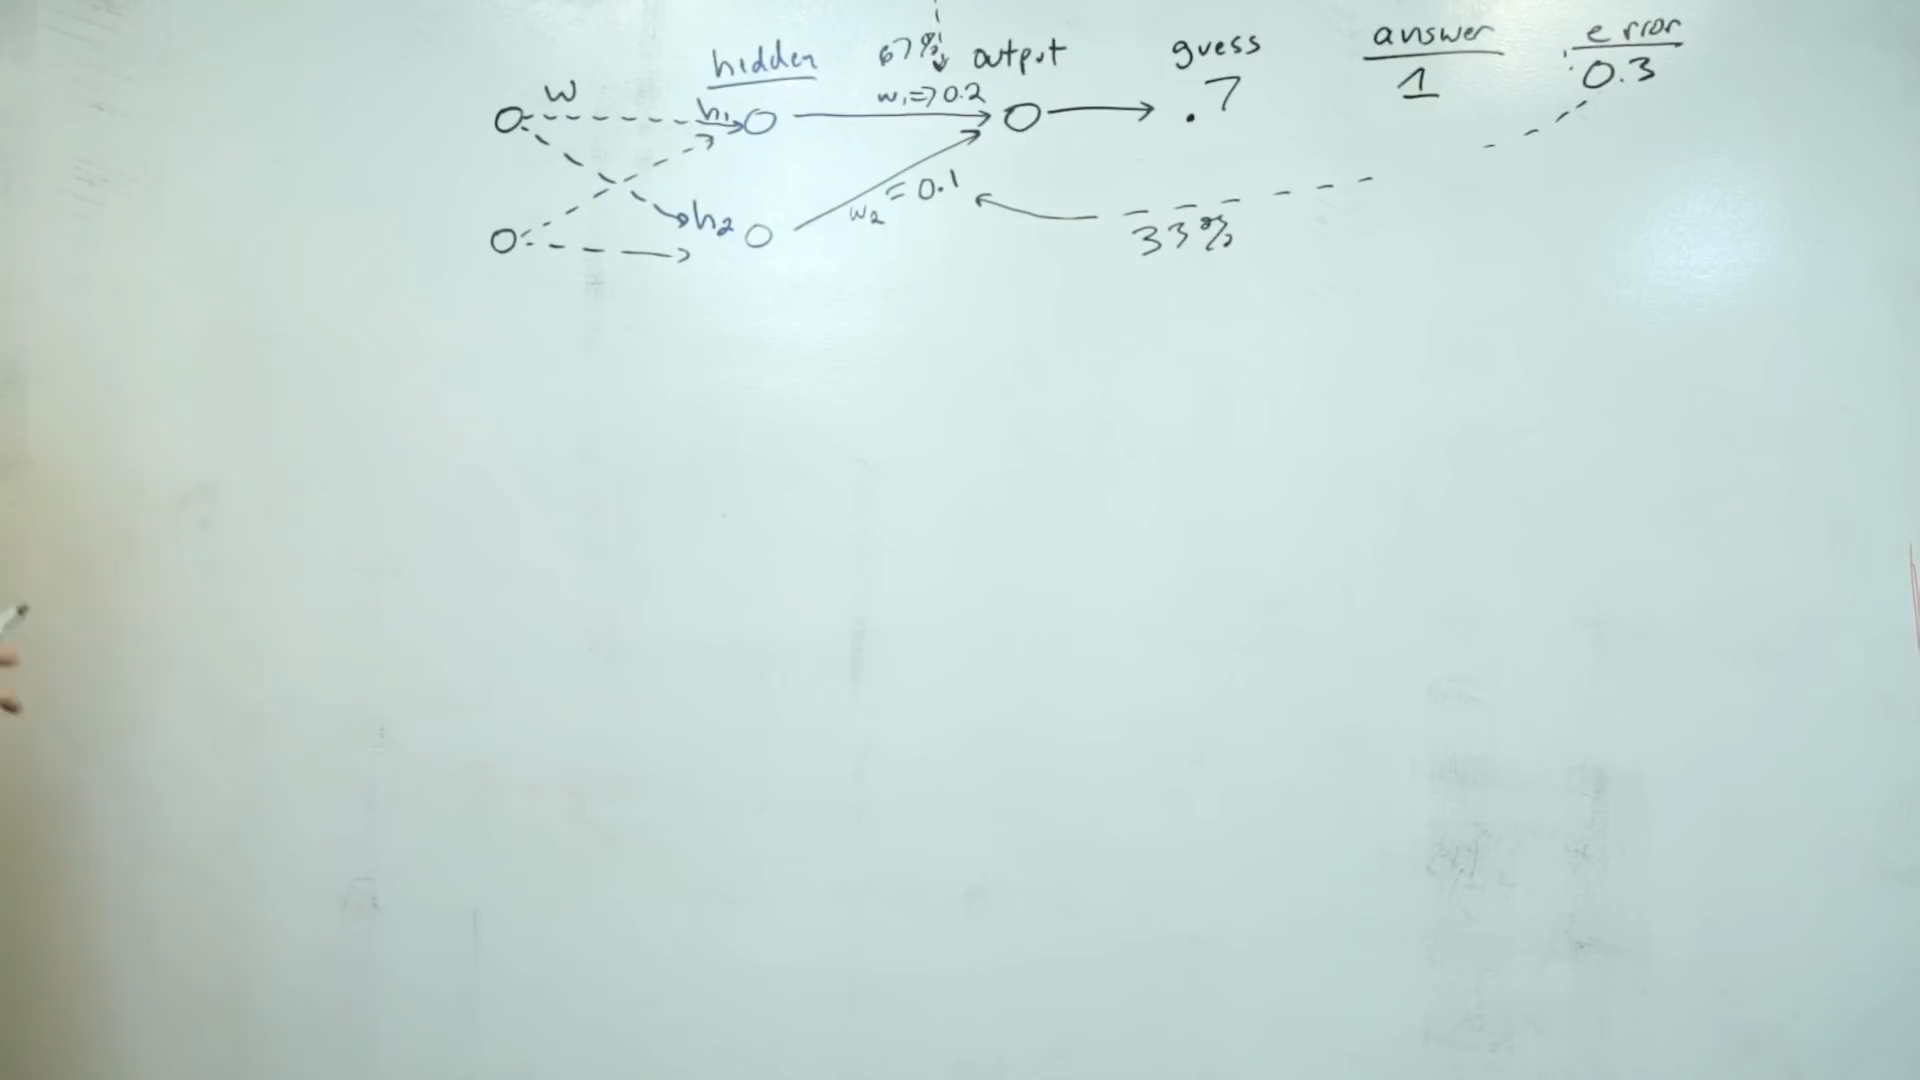 hidden 67% output guess answer error
w h₁ w₁=>0.2 .7 1 0.3
h₂ w₂ = 0.1 33%